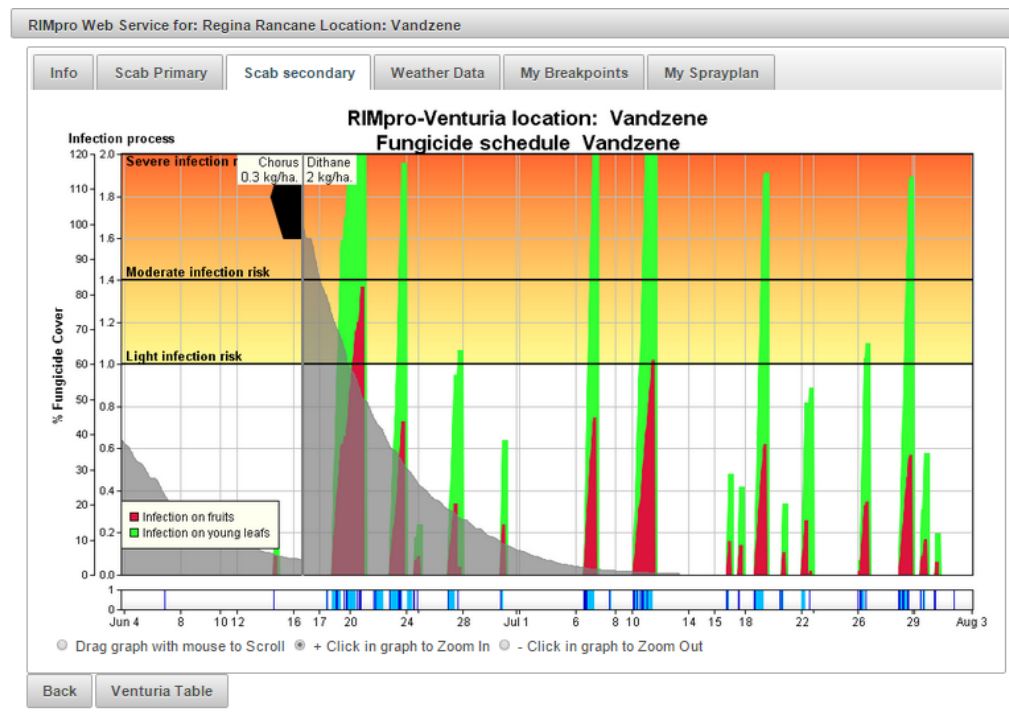 RIMpro Web Service for: Regina Rancane Location: Vandzene
Info Scab Primary Scab secondary Weather Data My Breakpoints My Sprayplan
RIMpro-Venturia location: Vandzene
Fungicide schedule Vandzene
Infection process
Severe infection r
Chorus
0.3 kg/ha.
Dithane
2 kg/ha.
Moderate infection risk
Light infection risk
% Fungicide Cover
120 2.0
110 1.8
100 1.6
90
80 1.4
70 1.2
60 1.0
50 0.8
40 0.6
30 0.4
20 0.2
10
0 0.0
Infection on fruits
Infection on young leafs
1
0
Jun 4 8 10 12 16 17 20 24 28 Jul 1 6 8 10 14 15 18 22 26 29 Aug 3
Drag graph with mouse to Scroll + Click in graph to Zoom In - Click in graph to Zoom Out
Back Venturia Table